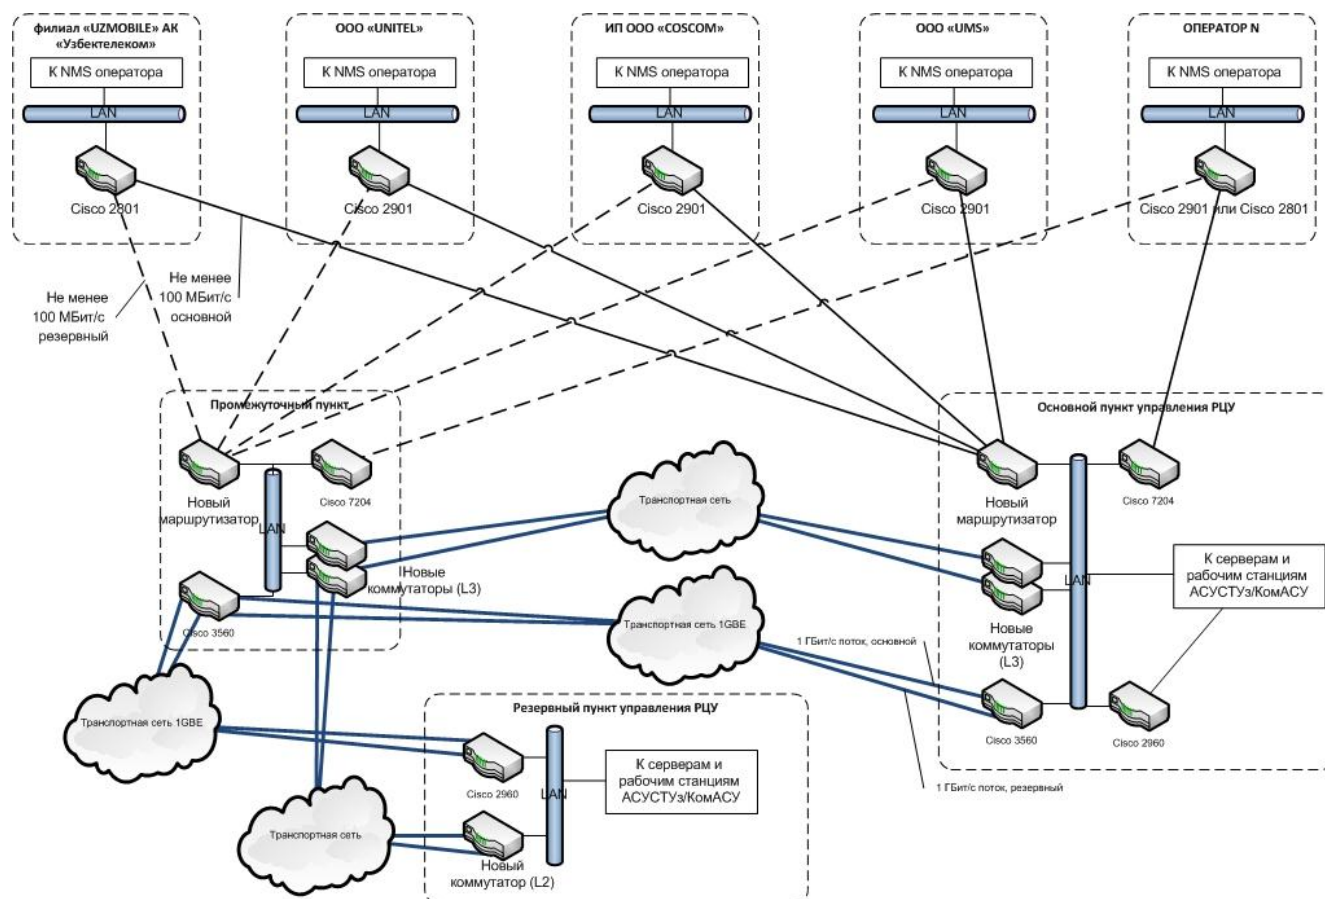 филиал «UZMOBILE» АК
«Узбектелеком»
К NMS оператора
LAN
Cisco 2801
ООО «UNITEL»
К NMS оператора
LAN
Cisco 2901
ИП ООО «COSCOM»
К NMS оператора
LAN
Cisco 2901
ООО «UMS»
К NMS оператора
LAN
Cisco 2901
ОПЕРАТОР N
К NMS оператора
LAN
Cisco 2901 или Cisco 2801
Не менее
100 МБит/с
резервный
Не менее
100 МБит/с
основной
Промежуточный пункт
Новый
маршрутизатор
Cisco 7204
LAN
Новые
коммутаторы (L3)
Cisco 3560
Транспортная сеть
Транспортная сеть 1GBE
Основной пункт управления РЦУ
Новый
маршрутизатор
Cisco 7204
LAN
Новые
коммутаторы
(L3)
К серверам и
рабочим станциям
АСУСТУз/КомАСУ
1 ГБит/с поток, основной
Cisco 3560
Cisco 2960
1 ГБит/с поток, резервный
Транспортная сеть 1GBE
Транспортная сеть
Резервный пункт управления РЦУ
Cisco 2960
LAN
К серверам и
рабочим станциям
АСУСТУз/КомАСУ
Новый
коммутатор (L2)